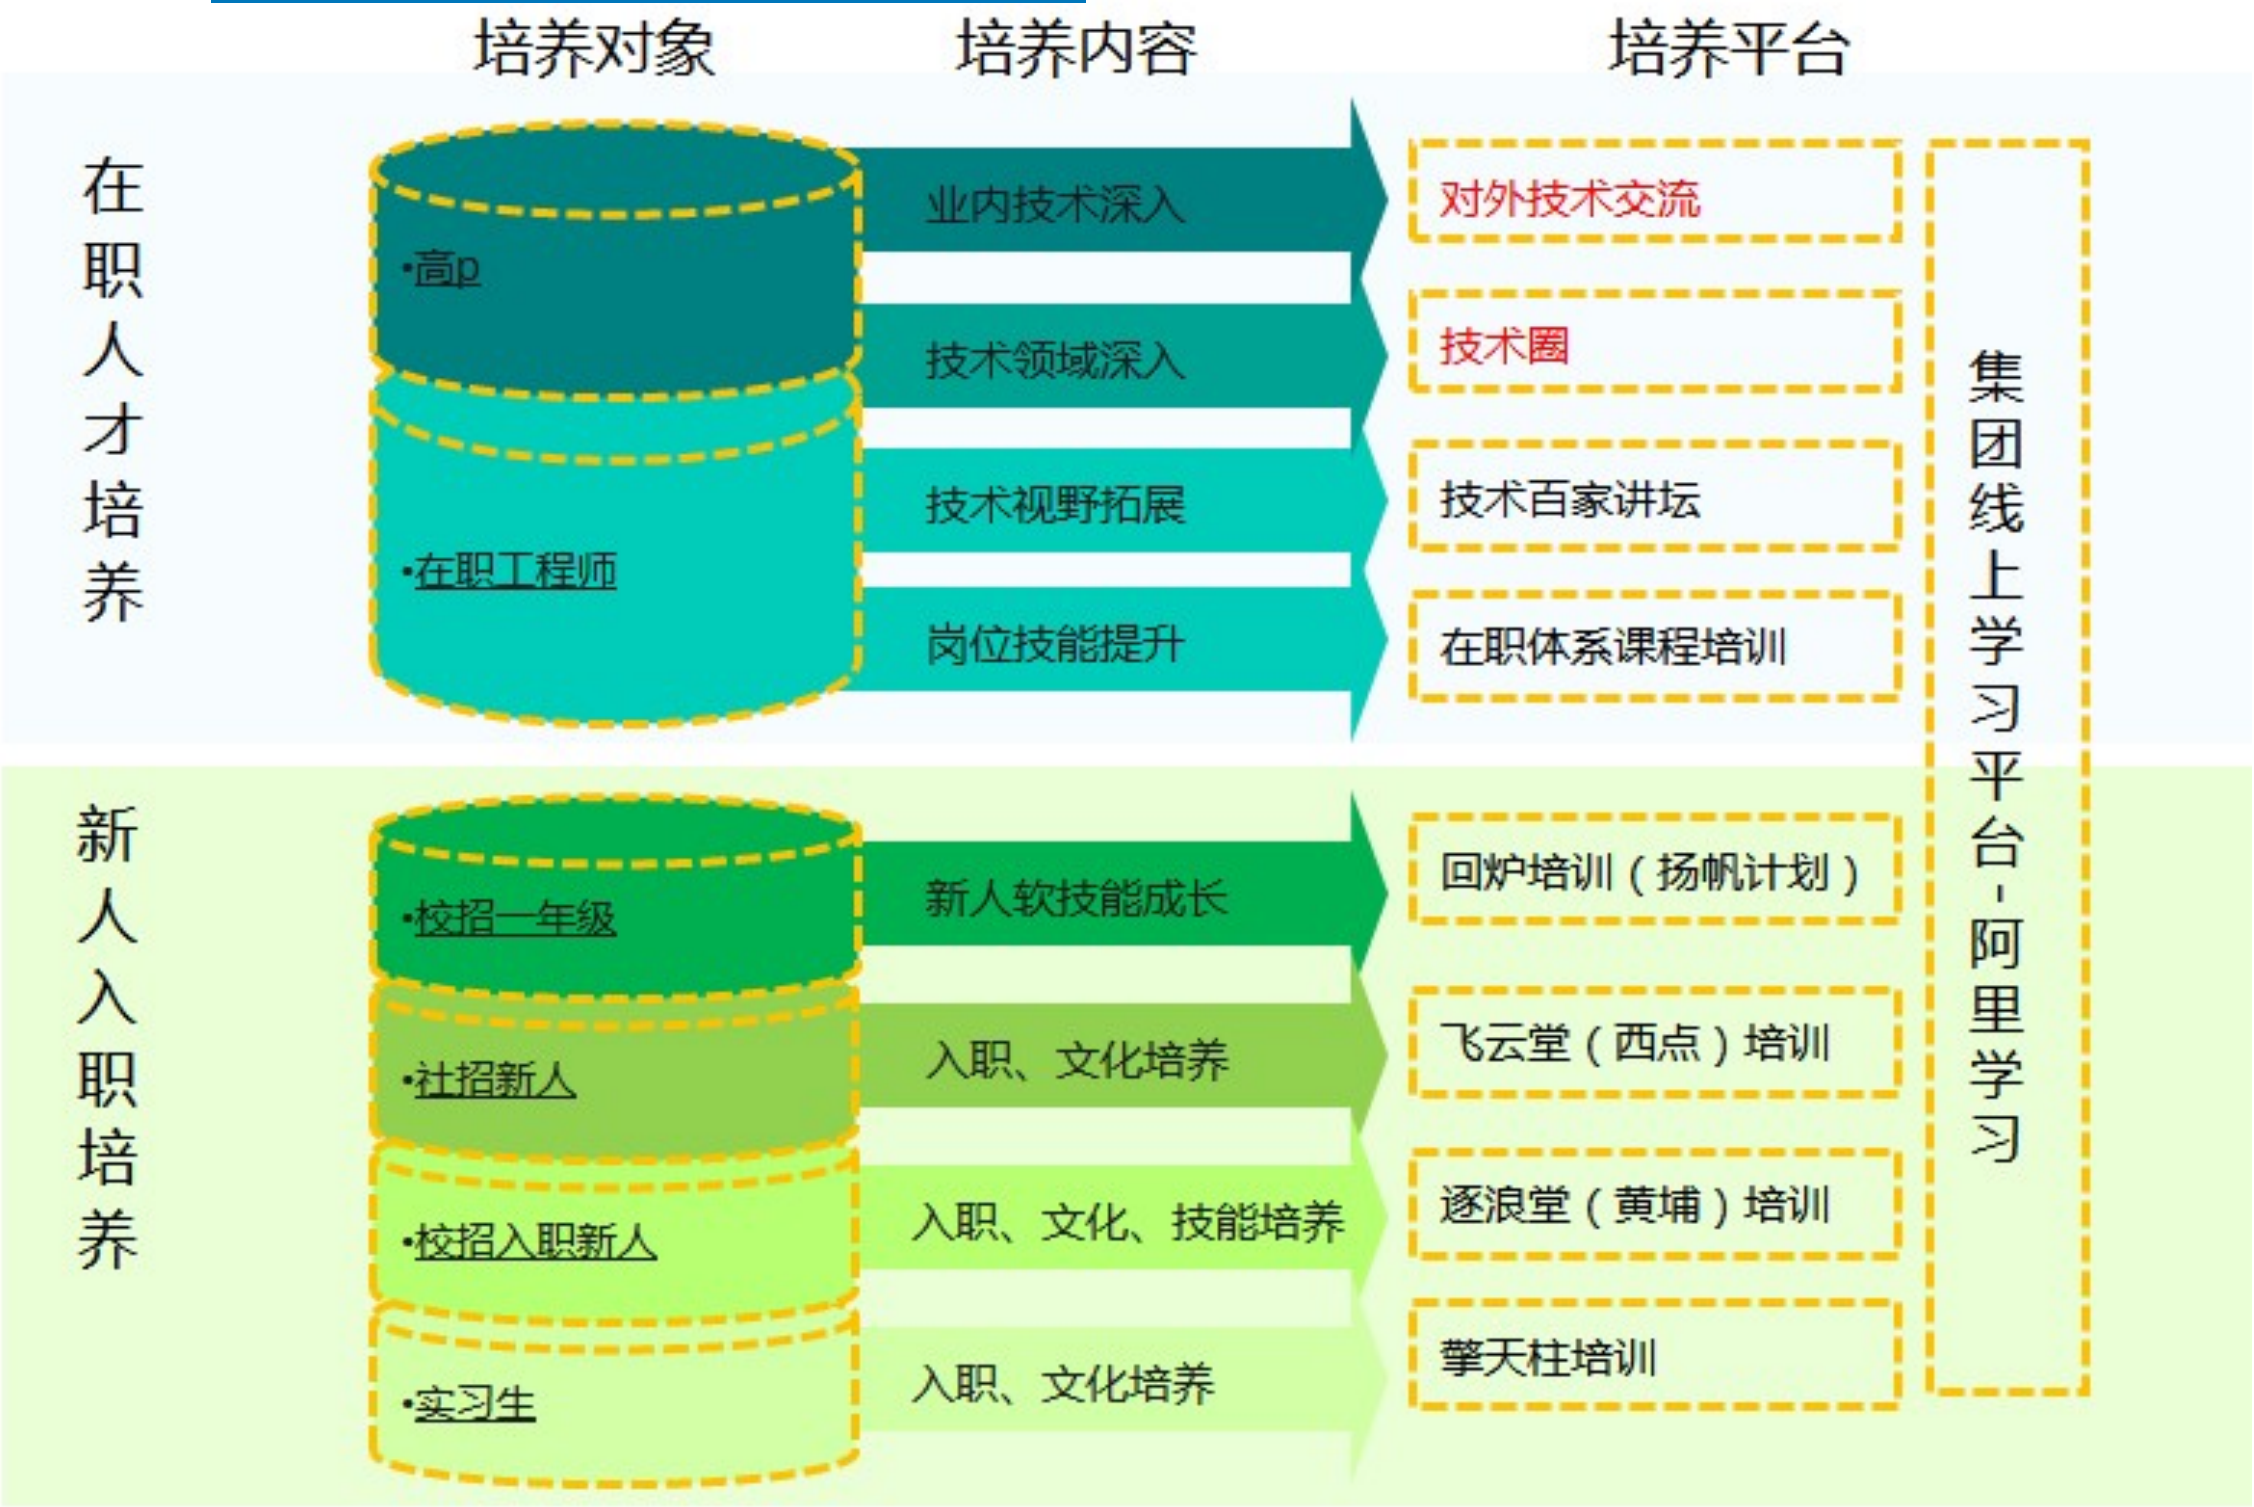 培养对象
培养内容
培养平台
在职人才培养
•高p
•在职工程师
业内技术深入
技术领域深入
技术视野拓展
岗位技能提升
对外技术交流
技术圈
技术百家讲坛
在职体系课程培训
集团线上学习平台-阿里学习
新人入职培养
•校招一年级
•社招新人
•校招入职新人
•实习生
新人软技能成长
入职、文化培养
入职、文化、技能培养
入职、文化培养
回炉培训（扬帆计划）
飞云堂（西点）培训
逐浪堂（黄埔）培训
擎天柱培训